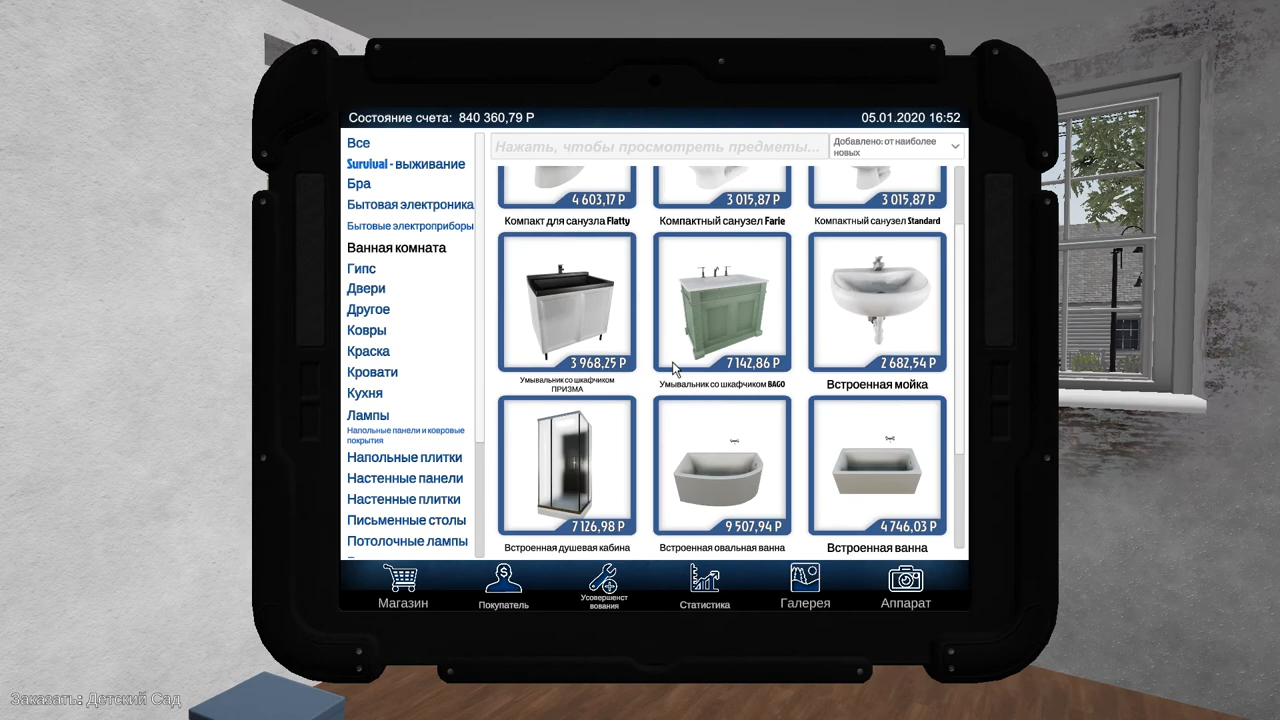 Состояние счета: 840 360,79 Р
05.01.2020 16:52
Все
Survival - выживание
Бра
Бытовая электроника
Бытовые электроприборы
Ванная комната
Гипс
Двери
Другое
Ковры
Краска
Кровати
Кухня
Лампы
Напольные панели и ковровые
покрытия
Напольные плитки
Настенные панели
Настенные плитки
Письменные столы
Потолочные лампы
Нажать, чтобы просмотреть предметы...
Добавлено: от наиболее
новых
4 603,17 Р
3 015,87 Р
3 015,87 Р
Компакт для санузла Flatty
Компактный санузел Farie
Компактный санузел Standard
3 968,25 Р
7 142,86 Р
2 682,54 Р
Умывальник со шкафчиком
ПРИЗМА
Умывальник со шкафчиком BAGO
Встроенная мойка
7 126,98 Р
9 507,94 Р
4 746,03 Р
Встроенная душевая кабина
Встроенная овальная ванна
Встроенная ванна
Магазин
Покупатель
Усовершенст
вования
Статистика
Галерея
Аппарат
Заказать: Детский Сад